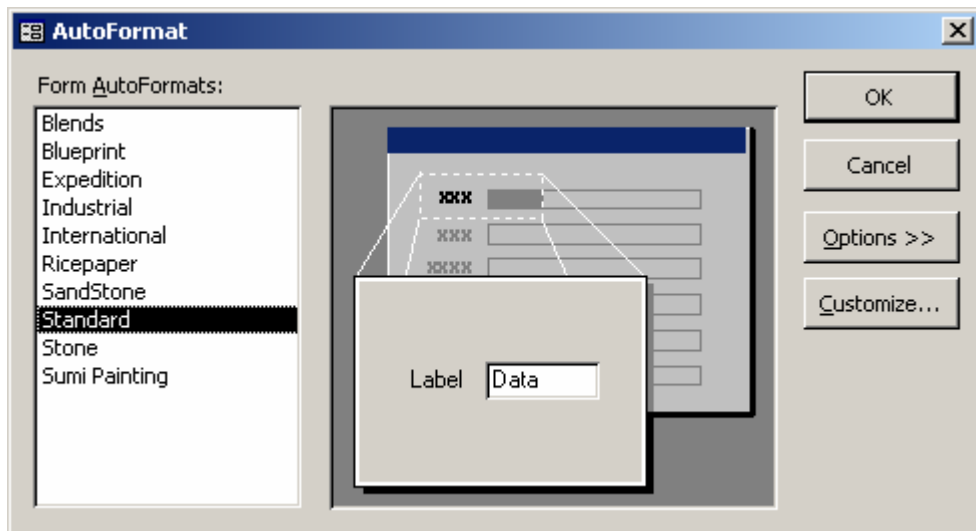 AutoFormat
Form AutoFormats:
Blends
Blueprint
Expedition
Industrial
International
Ricepaper
SandStone
Standard
Stone
Sumi Painting
xxx
xxx
xxxx
Label Data
OK
Cancel
Options >>
Customize...